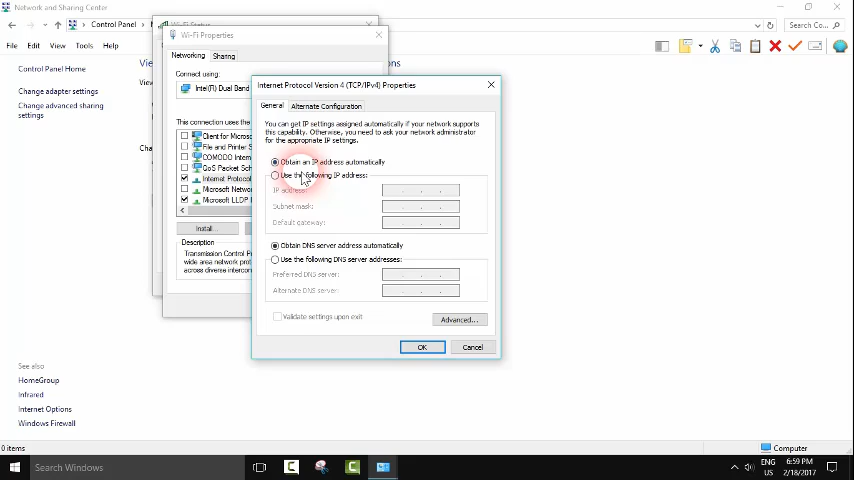 Network and Sharing Center
Control Panel
Search Co...
File Edit View Tools Help
Control Panel Home
Change adapter settings
Change advanced sharing
settings
See also
HomeGroup
Infrared
Internet Options
Windows Firewall
0 items
Computer
Wi-Fi Status
Wi-Fi Properties
Networking Sharing
Connect using:
Intel(R) Dual Band
This connection uses the
Client for Micros
File and Printer S
COMODO Intern
QoS Packet Sche
Internet Protocol
Microsoft Netwo
Microsoft LLDP
Install...
Description
Transmission Control P
wide area network prot
across diverse intercon
Internet Protocol Version 4 (TCP/IPv4) Properties
General Alternate Configuration
You can get IP settings assigned automatically if your network supports
this capability. Otherwise, you need to ask your network administrator
for the appropriate IP settings.
Obtain an IP address automatically
Use the following IP address:
IP address:
Subnet mask:
Default gateway:
Obtain DNS server address automatically
Use the following DNS server addresses:
Preferred DNS server:
Alternate DNS server:
Validate settings upon exit
Advanced...
OK Cancel
Search Windows
ENG
US
6:59 PM
2/18/2017